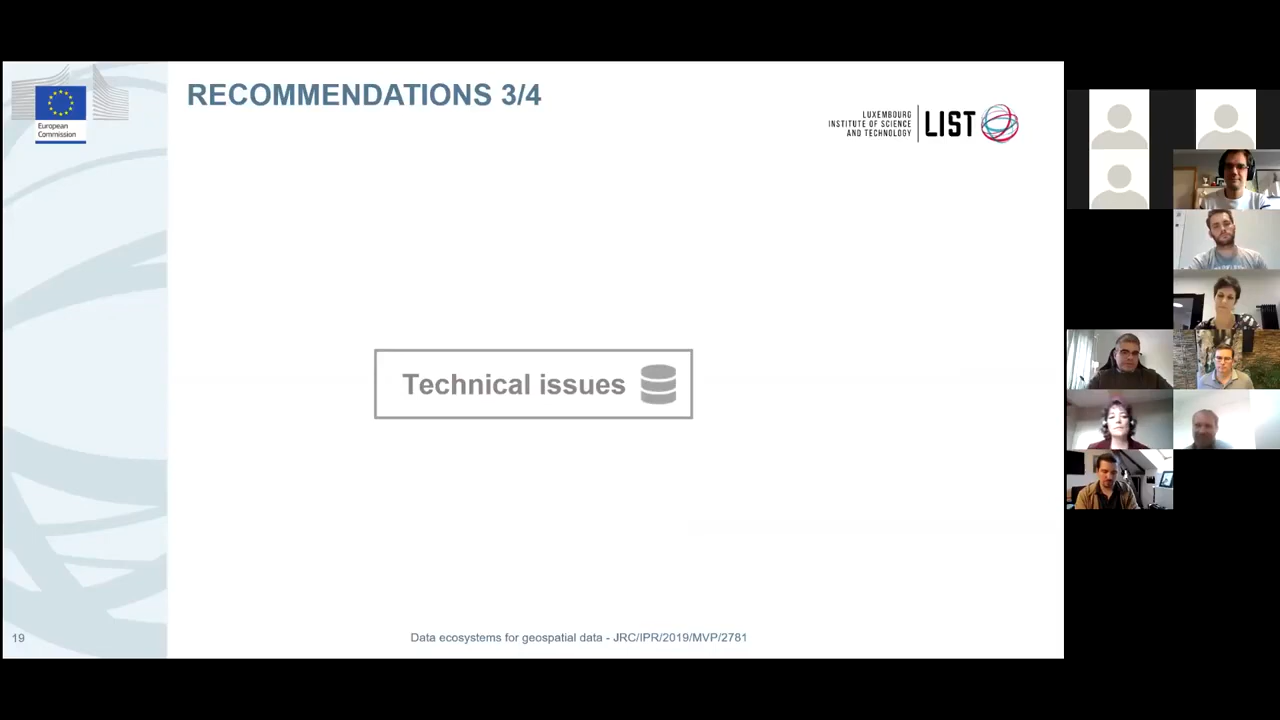 RECOMMENDATIONS 3/4
European
Commission
LUXEMBOURG
INSTITUTE OF SCIENCE
AND TECHNOLOGY
LIST
Technical issues
19
Data ecosystems for geospatial data - JRC/IPR/2019/MVP/2781